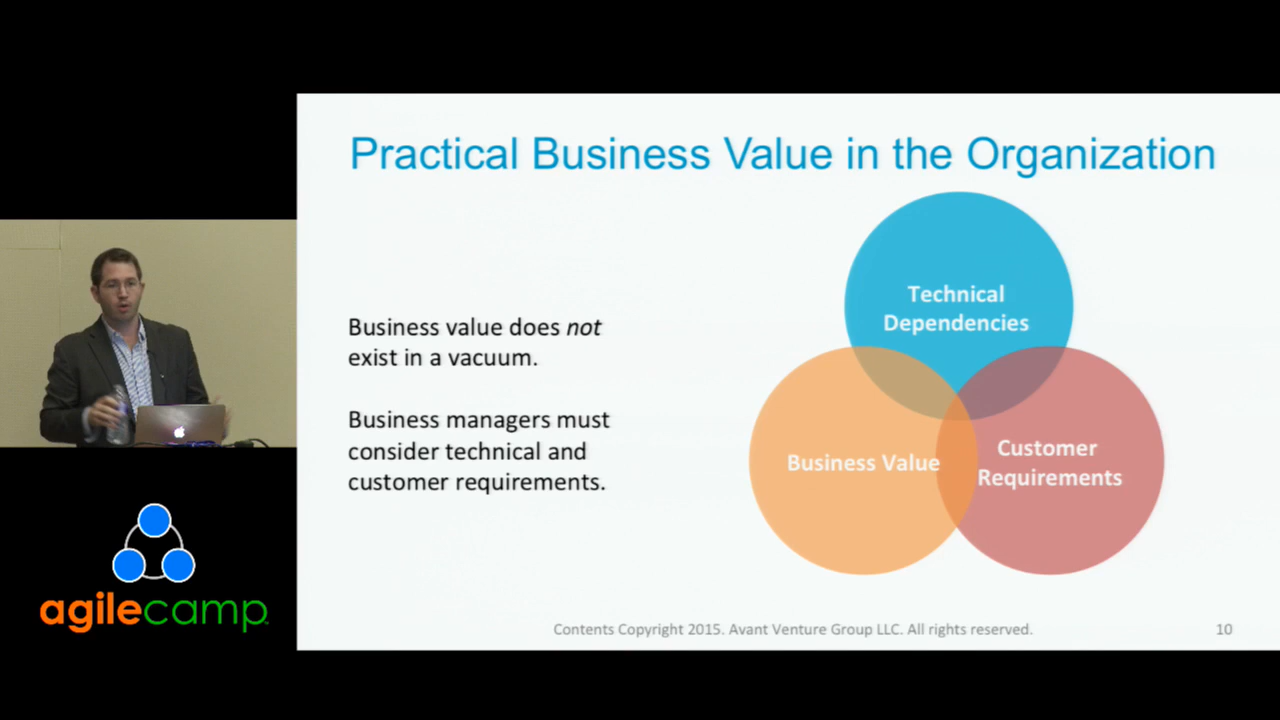 Practical Business Value in the Organization
Business value does not
exist in a vacuum.
Business managers must
consider technical and
customer requirements.
Technical
Dependencies
Business Value
Customer
Requirements
agilecamp
Contents Copyright 2015. Avant Venture Group LLC. All rights reserved.
10